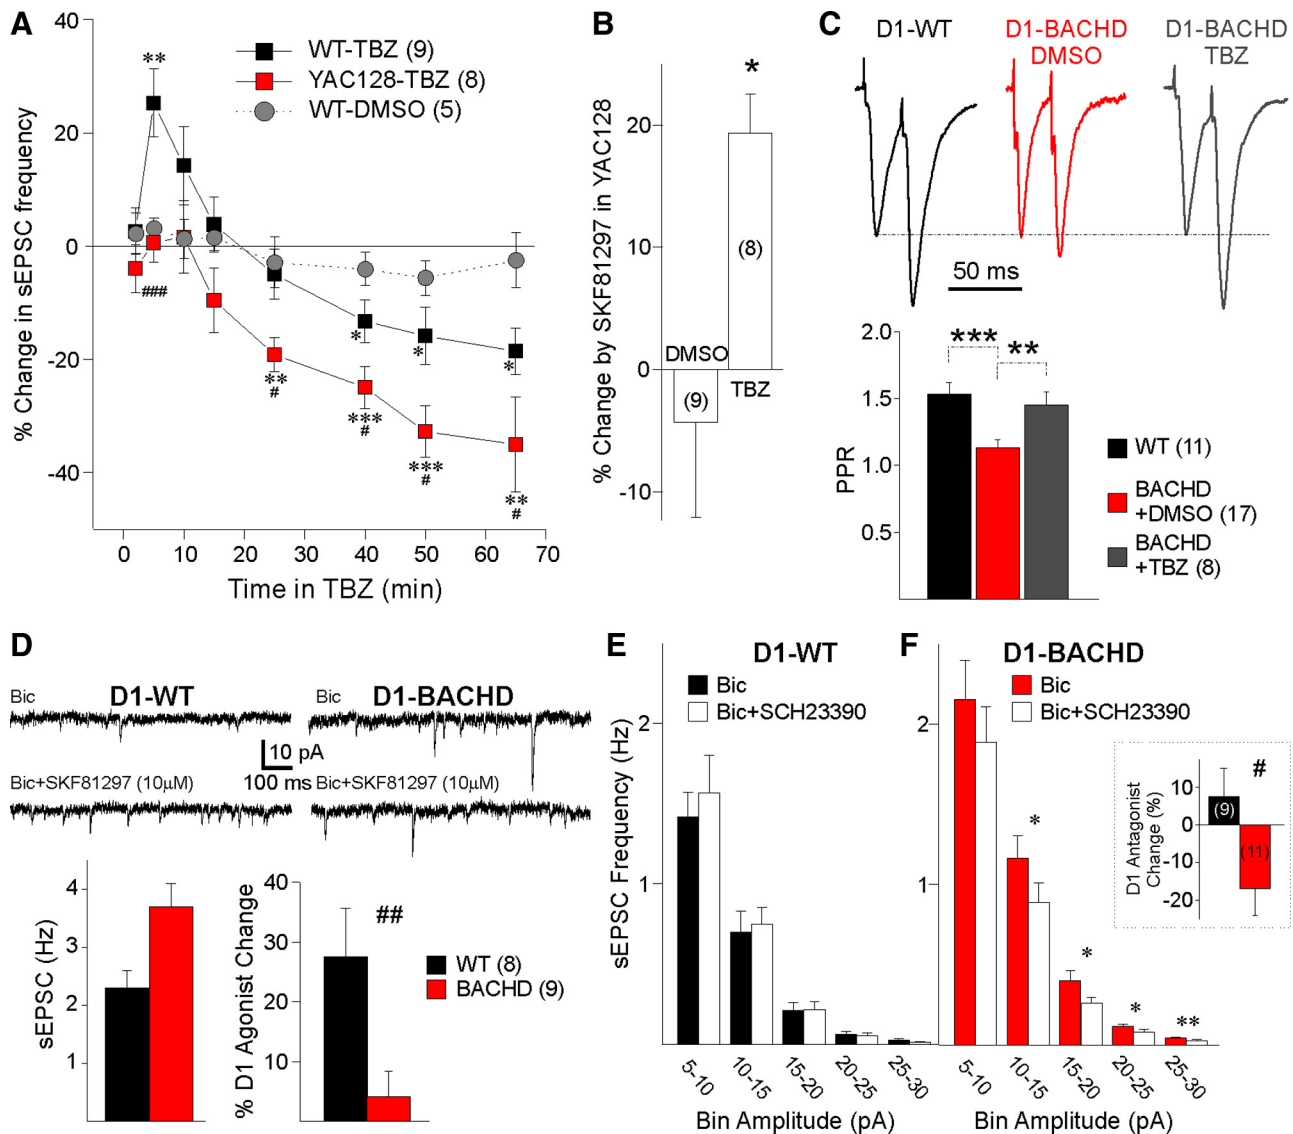 A
40
20
0
-20
-40
% Change in sEPSC frequency
WT-TBZ (9)
YAC128-TBZ (8)
WT-DMSO (5)
**
###
*
*
*
**
#
***
#
***
#
**
#
0 10 20 30 40 50 60 70
Time in TBZ (min)
B
% Change by SKF81297 in YAC128
20
10
0
-10
*
(8)
DMSO
(9)
TBZ
C
D1-WT
D1-BACHD
DMSO
D1-BACHD
TBZ
50 ms
2.0
1.5
1.0
0.5
PPR
***
**
WT (11)
BACHD
+DMSO (17)
BACHD
+TBZ (8)
D
Bic
D1-WT
Bic
D1-BACHD
10 pA
100 ms
Bic+SKF81297 (10μM)
Bic+SKF81297 (10μM)
sEPSC (Hz)
4
3
2
1
% D1 Agonist Change
40
30
20
10
##
WT (8)
BACHD (9)
E
D1-WT
Bic
Bic+SCH23390
sEPSC Frequency (Hz)
2
1
5-10
10-15
15-20
20-25
25-30
Bin Amplitude (pA)
F
D1-BACHD
Bic
Bic+SCH23390
2
1
*
*
*
**
5-10
10-15
15-20
20-25
25-30
Bin Amplitude (pA)
D1 Antagonist
Change (%)
10
0
-10
-20
#
(9)
(11)